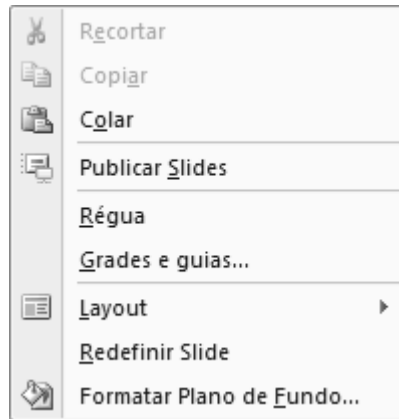 Recortar
Copiar
Colar
Publicar Slides
Régua
Grades e guias...
Layout
Redefinir Slide
Formatar Plano de Fundo...